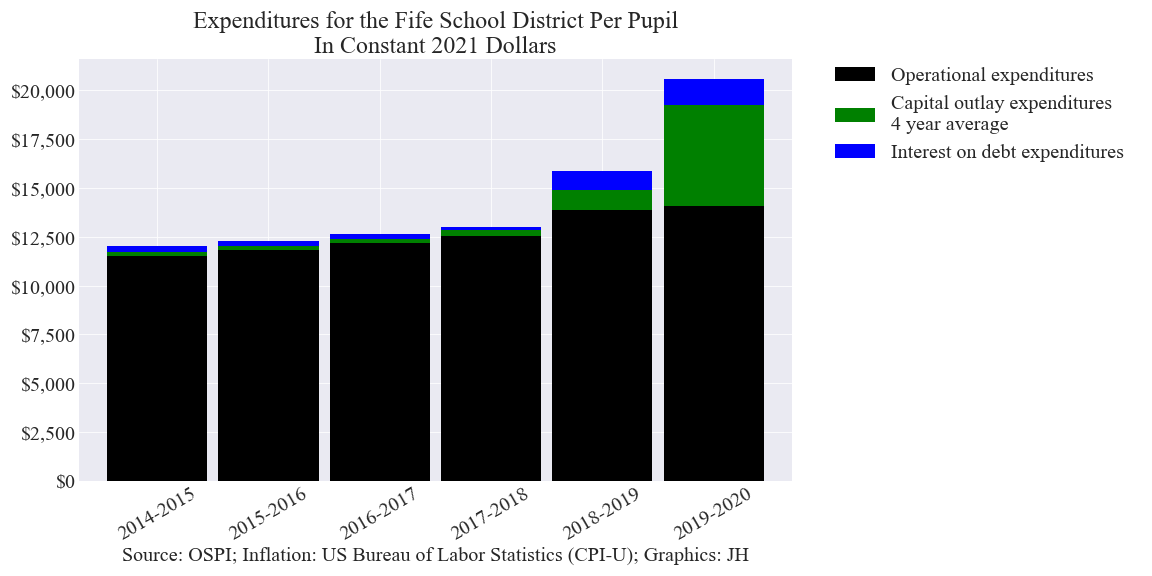 Expenditures for the Fife School District Per Pupil
In Constant 2021 Dollars
Operational expenditures
Capital outlay expenditures
4 year average
Interest on debt expenditures
$20,000
$17,500
$15,000
$12,500
$10,000
$7,500
$5,000
$2,500
$0
2014-2015
2015-2016
2016-2017
2017-2018
2018-2019
2019-2020
Source: OSPI; Inflation: US Bureau of Labor Statistics (CPI-U); Graphics: JH